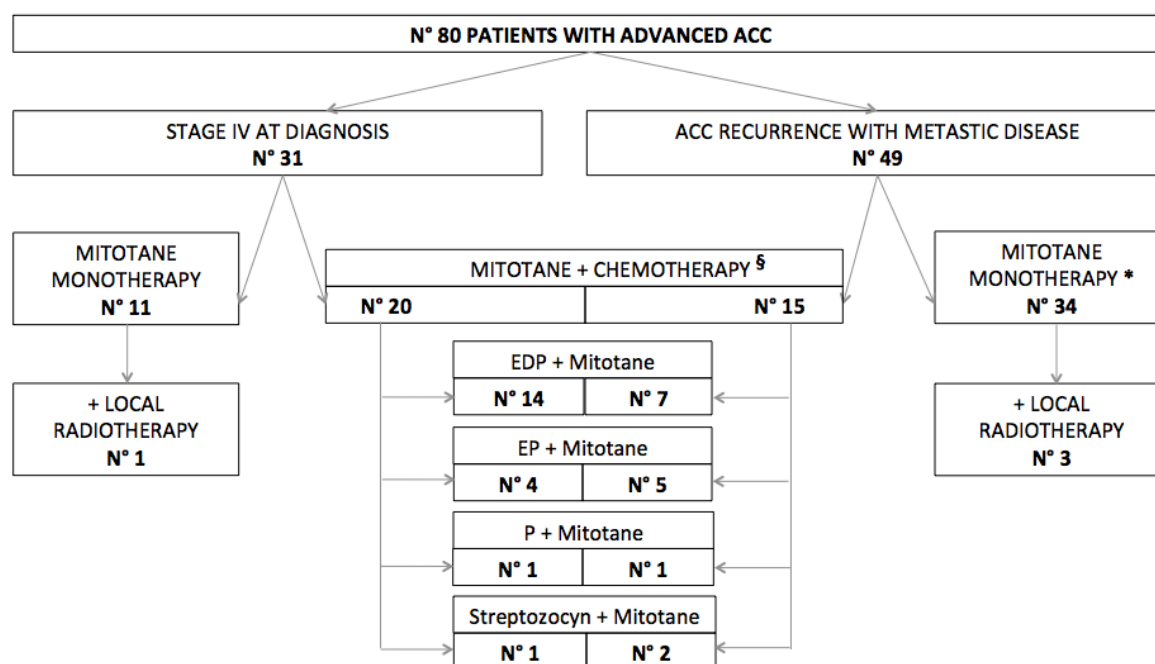 N° 80 PATIENTS WITH ADVANCED ACC
STAGE IV AT DIAGNOSIS
N° 31
ACC RECURRENCE WITH METASTIC DISEASE
N° 49
MITOTANE
MONOTHERAPY
N° 11
MITOTANE + CHEMOTHERAPY §
N° 20
N° 15
MITOTANE
MONOTHERAPY *
N° 34
+ LOCAL
RADIOTHERAPY
N° 1
EDP + Mitotane
N° 14
N° 7
+ LOCAL
RADIOTHERAPY
N° 3
EP + Mitotane
N° 4
N° 5
P + Mitotane
N° 1
N° 1
Streptozocyn + Mitotane
N° 1
N° 2